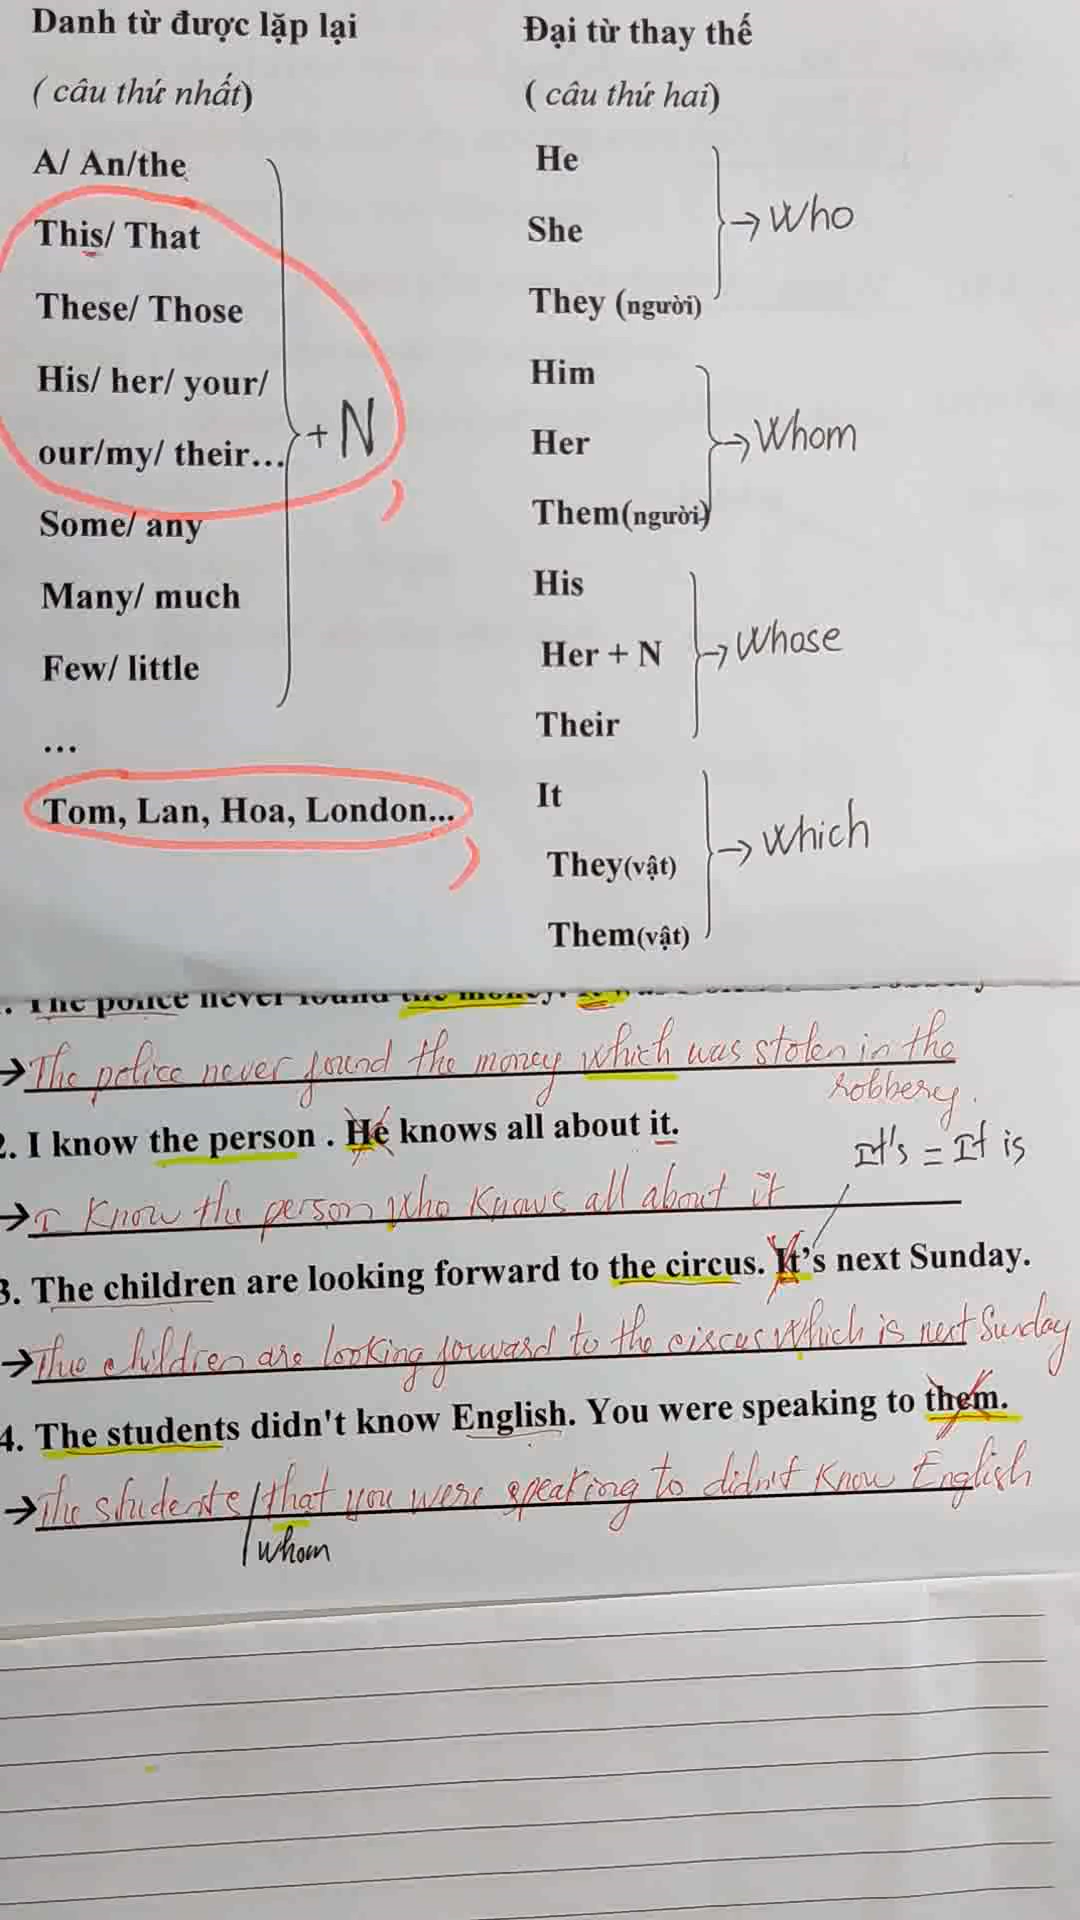 Danh từ được lặp lại
( câu thứ nhất)
A/ An/the
This/ That
These/ Those
His/ her/ your/
our/my/ their...
+ N
Some/ any
Many/ much
Few/ little
...
Tom, Lan, Hoa, London...
Đại từ thay thế
( câu thứ hai)
He
She
They (người)
→ Who
Him
Her
Them(người)
→ Whom
His
Her + N
Their
→ Whose
It
They(vật)
Them(vật)
→ Which
. The police never found the money.
→ The police never found the money which was stolen in the
robbery.
2. I know the person . He knows all about it.
→ I know the person who knows all about it
It's = It is
3. The children are looking forward to the circus. It's next Sunday.
→ The children are looking forward to the circus which is next Sunday
4. The students didn't know English. You were speaking to them.
→ The students / that you were speaking to didn't know English
/ whom